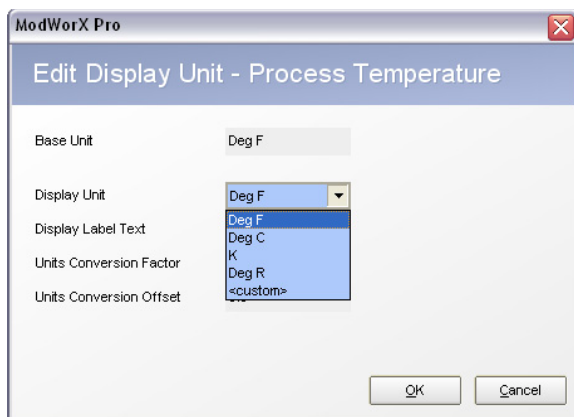 ModWorX Pro
Edit Display Unit - Process Temperature
Base Unit Deg F
Display Unit Deg F
Deg F
Display Label Text
Deg C
K
Units Conversion Factor
Deg R
<custom>
Units Conversion Offset
OK Cancel